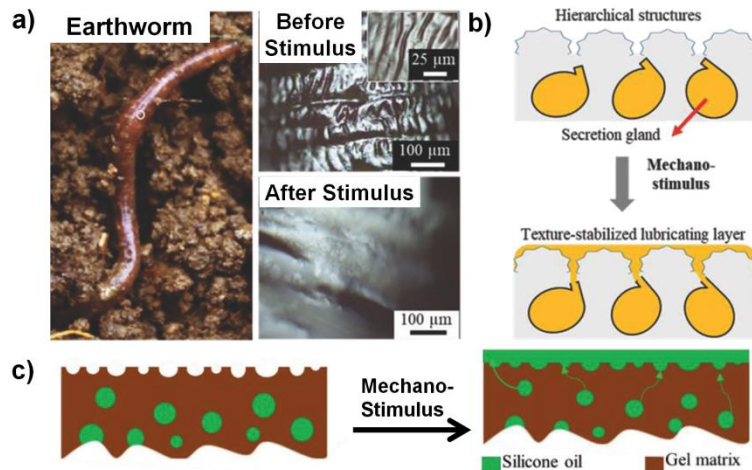 a)
Earthworm
Before
Stimulus
25 µm
100 µm
After Stimulus
100 µm
b)
Hierarchical structures
Secretion gland
Mechano-
stimulus
Texture-stabilized lubricating layer
c)
Mechano-
Stimulus
Silicone oil
Gel matrix